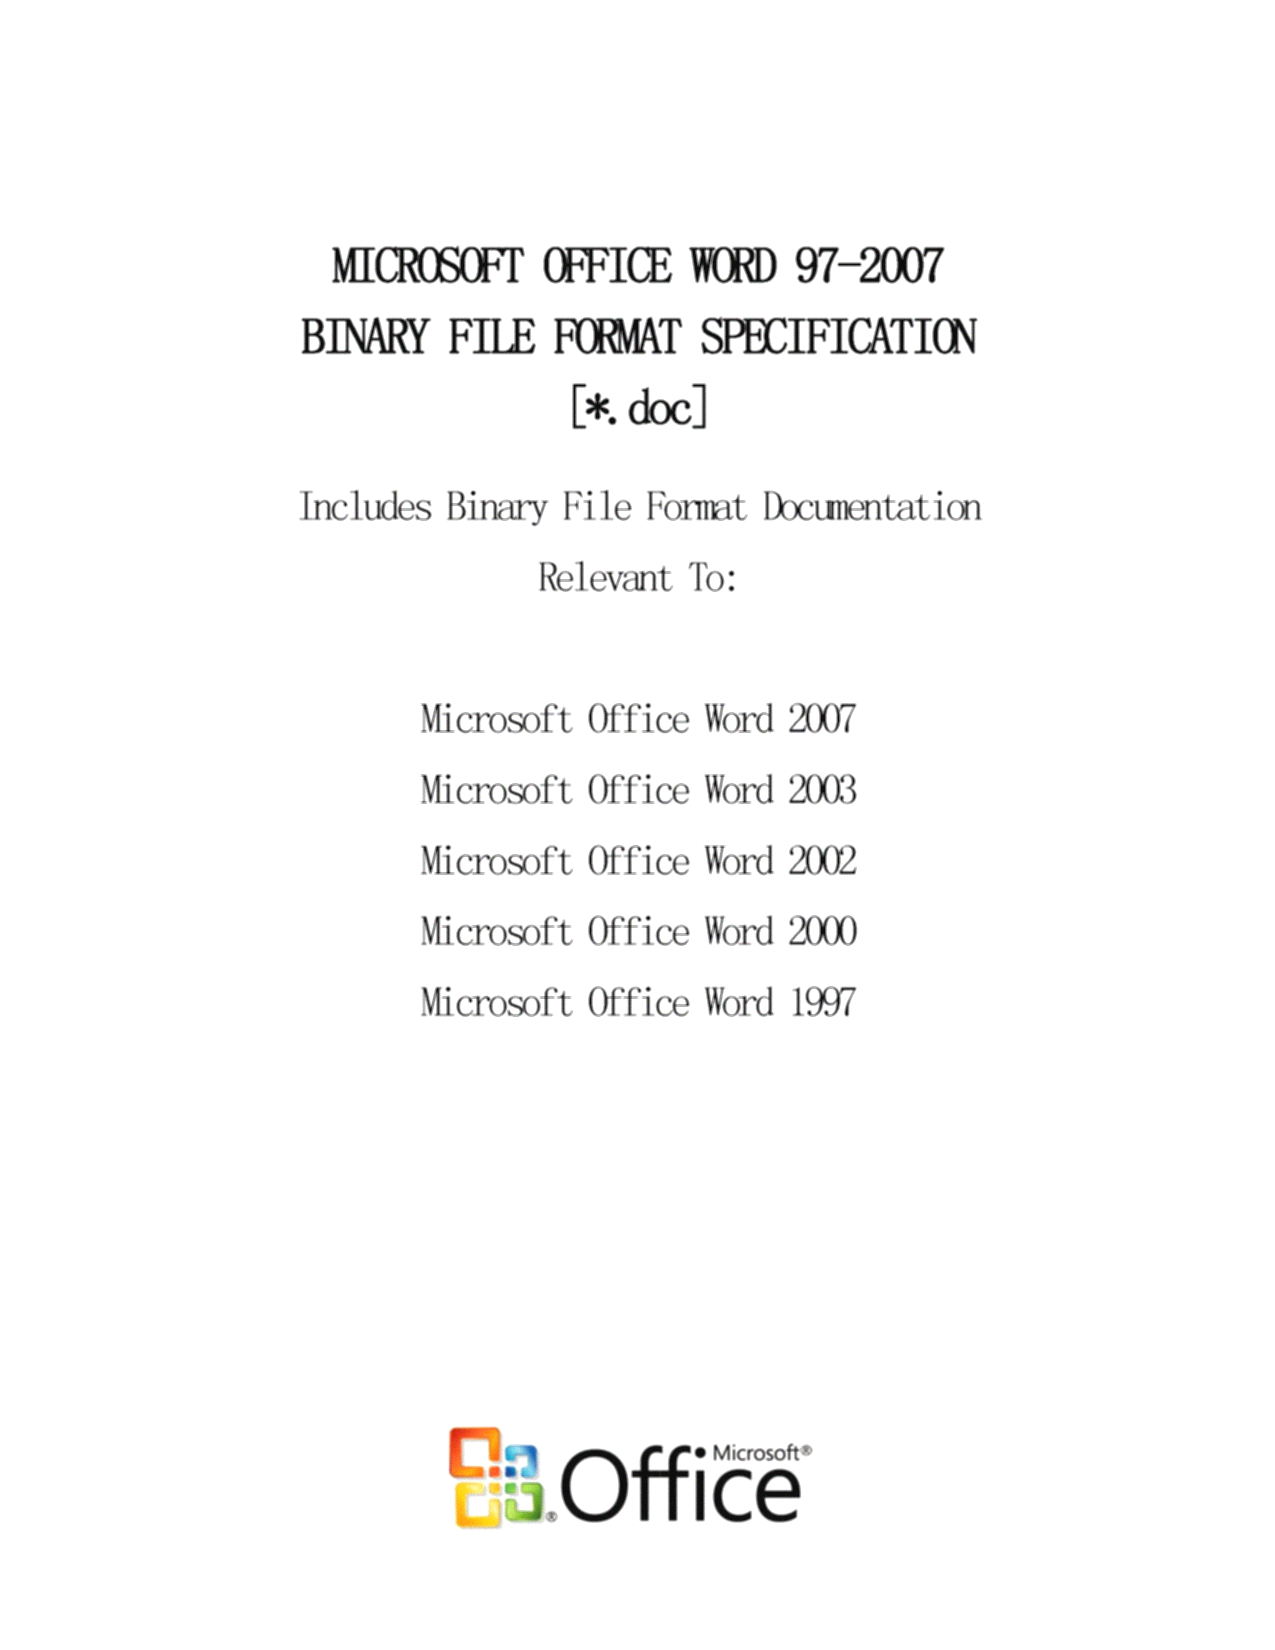 MICROSOFT OFFICE WORD 97-2007
BINARY FILE FORMAT SPECIFICATION
[*.doc]
Includes Binary File Format Documentation
Relevant To:
Microsoft Office Word 2007
Microsoft Office Word 2003
Microsoft Office Word 2002
Microsoft Office Word 2000
Microsoft Office Word 1997
Microsoft®
®Office